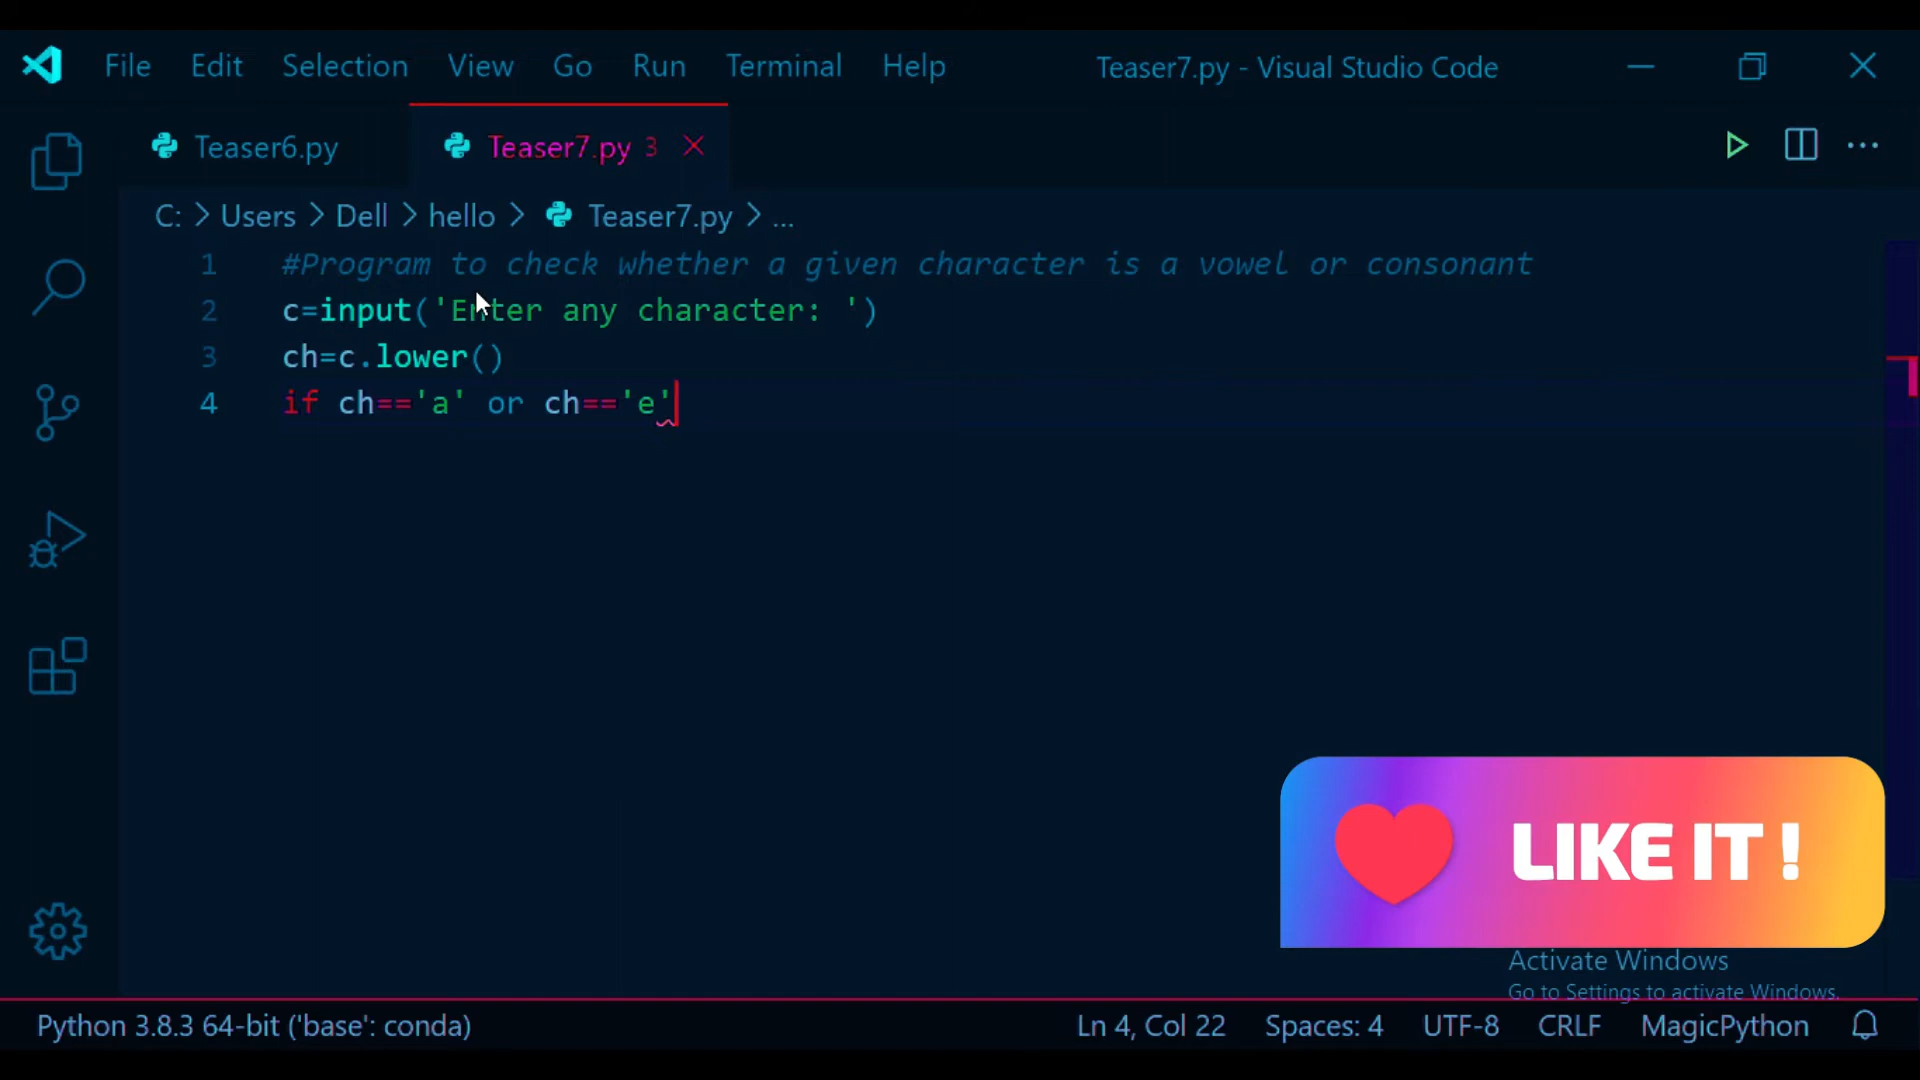 File Edit Selection View Go Run Terminal Help Teaser7.py - Visual Studio Code
Teaser6.py Teaser7.py 3
C: > Users > Dell > hello > Teaser7.py > ...
1 #Program to check whether a given character is a vowel or consonant
2 c=input('Enter any character: ')
3 ch=c.lower()
4 if ch=='a' or ch=='e'
LIKE IT !
Activate Windows
Go to Settings to activate Windows.
Python 3.8.3 64-bit ('base': conda) Ln 4, Col 22 Spaces: 4 UTF-8 CRLF MagicPython